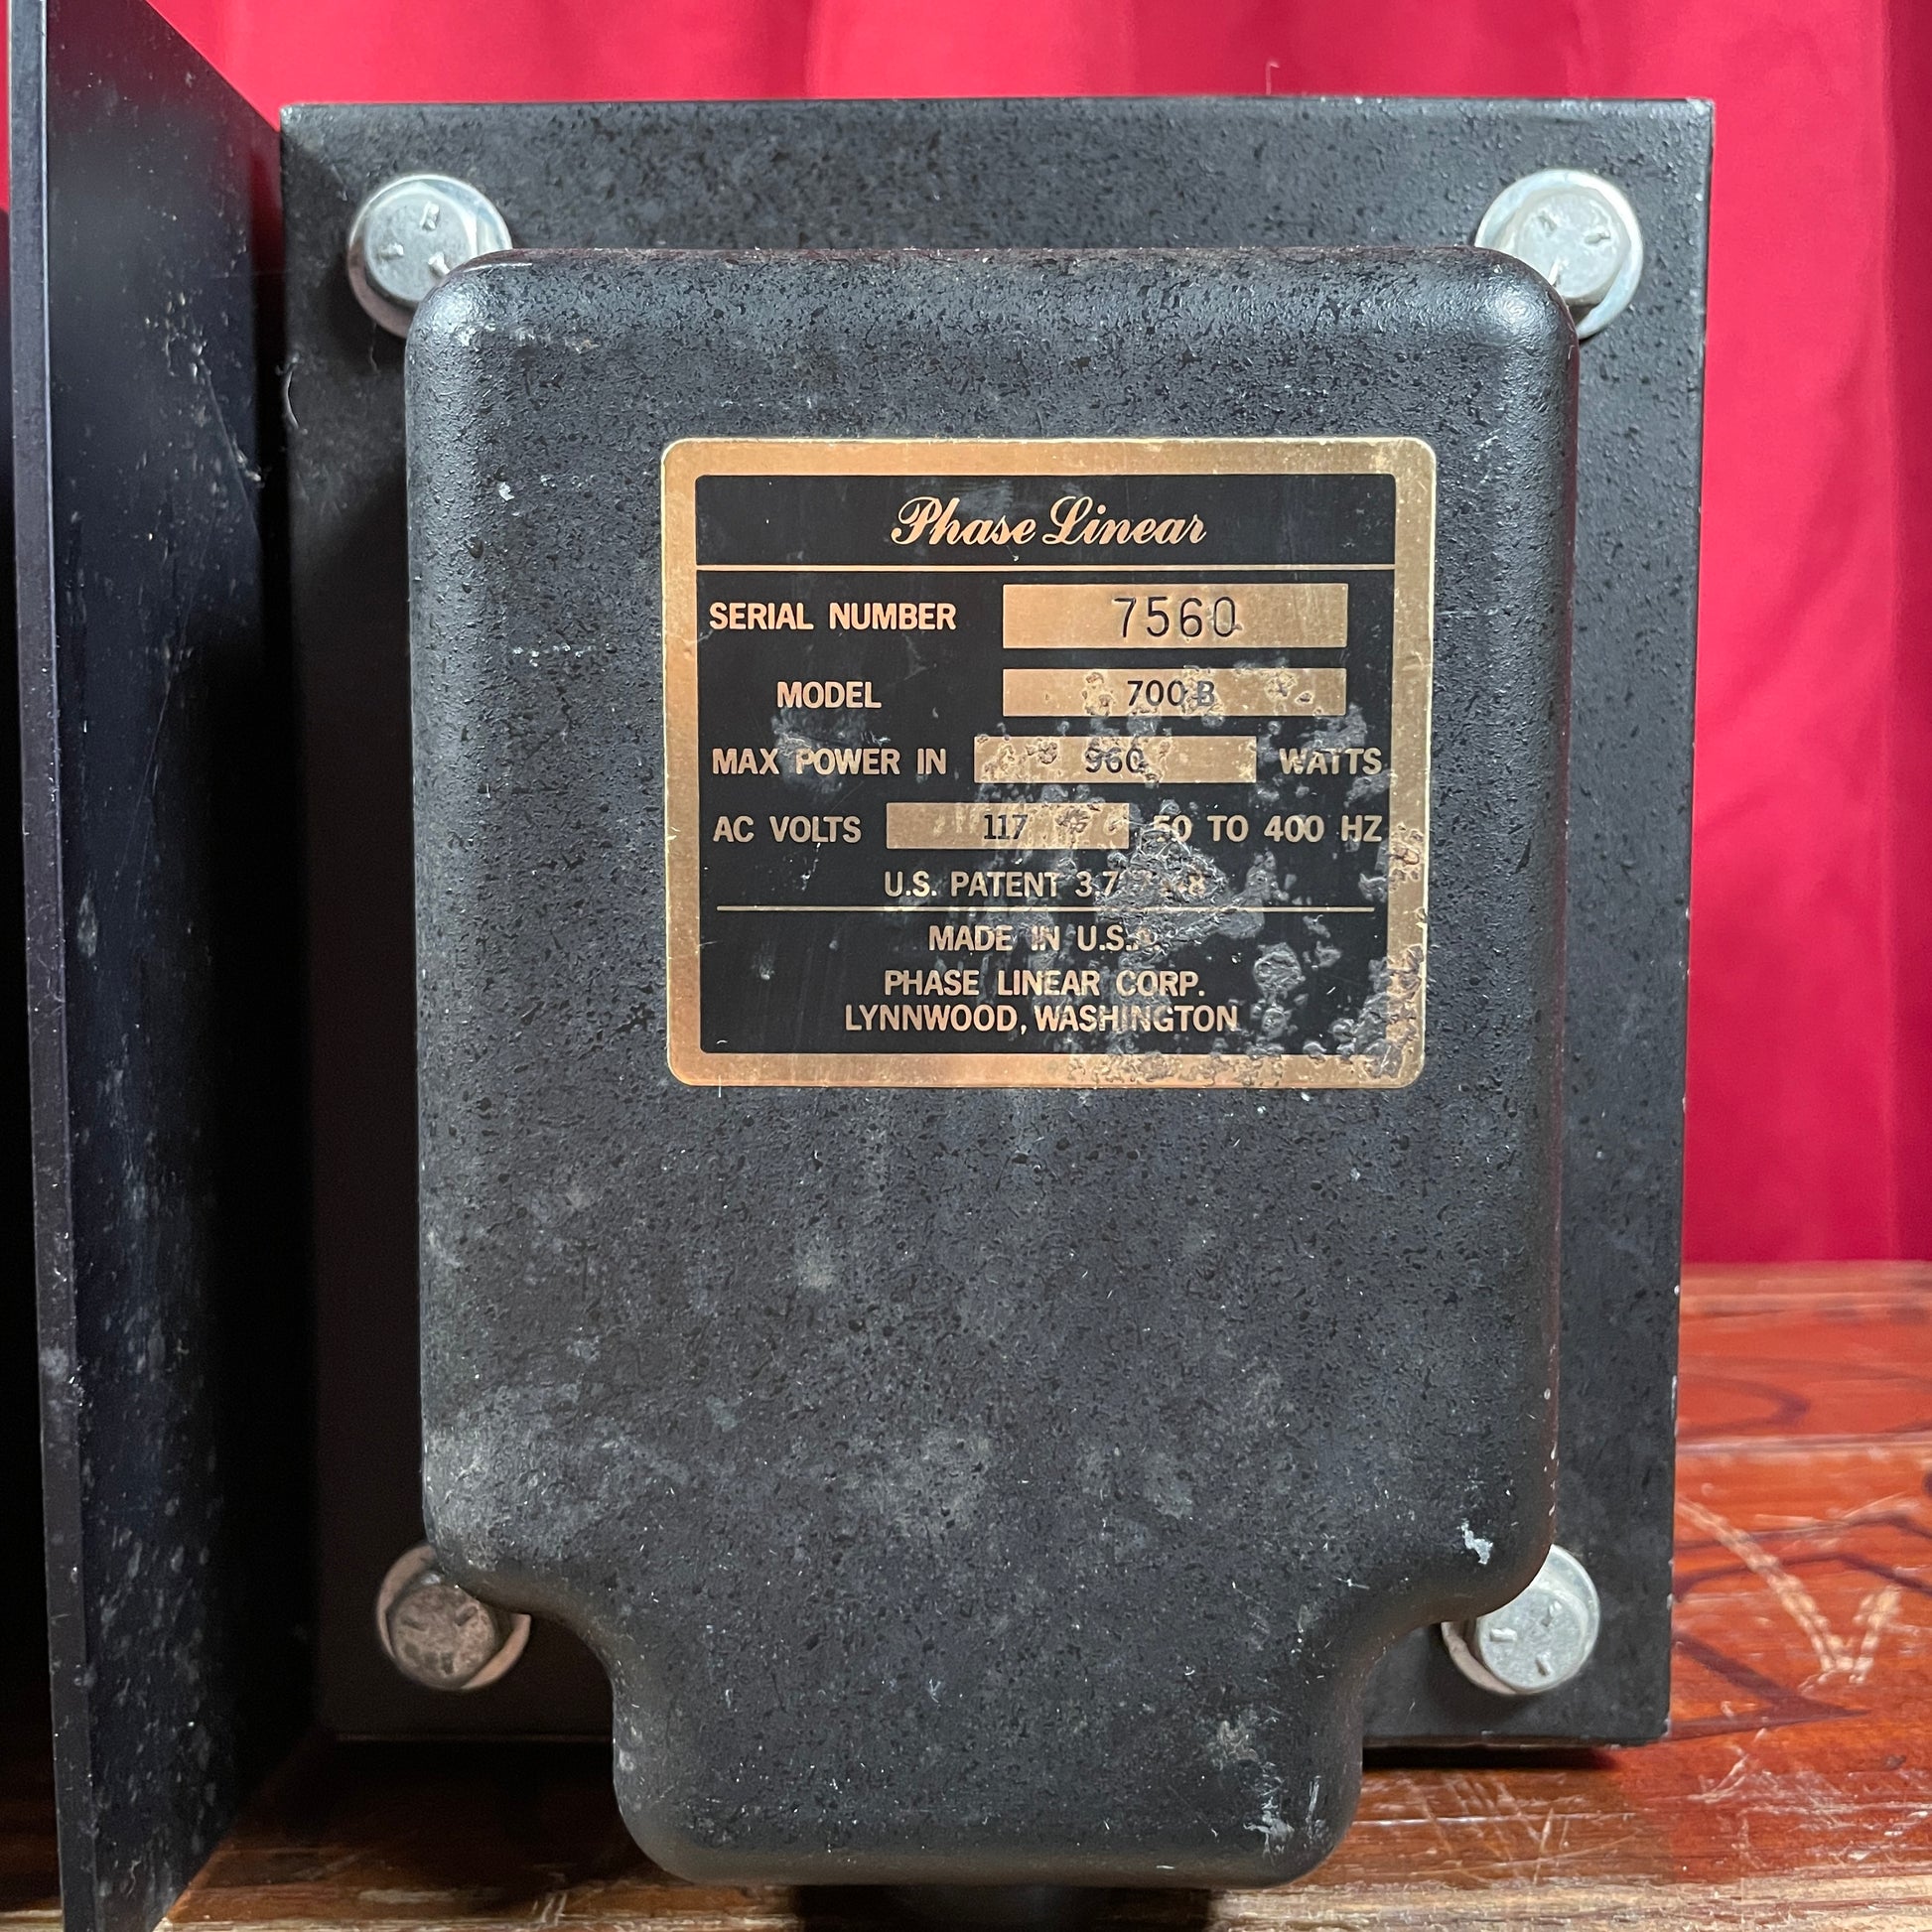 Phase Linear
SERIAL NUMBER 7560
MODEL 700 B
MAX POWER IN 960 WATTS
AC VOLTS 117 50 TO 400 HZ
U.S. PATENT
MADE IN U.S.A.
PHASE LINEAR CORP.
LYNNWOOD, WASHINGTON